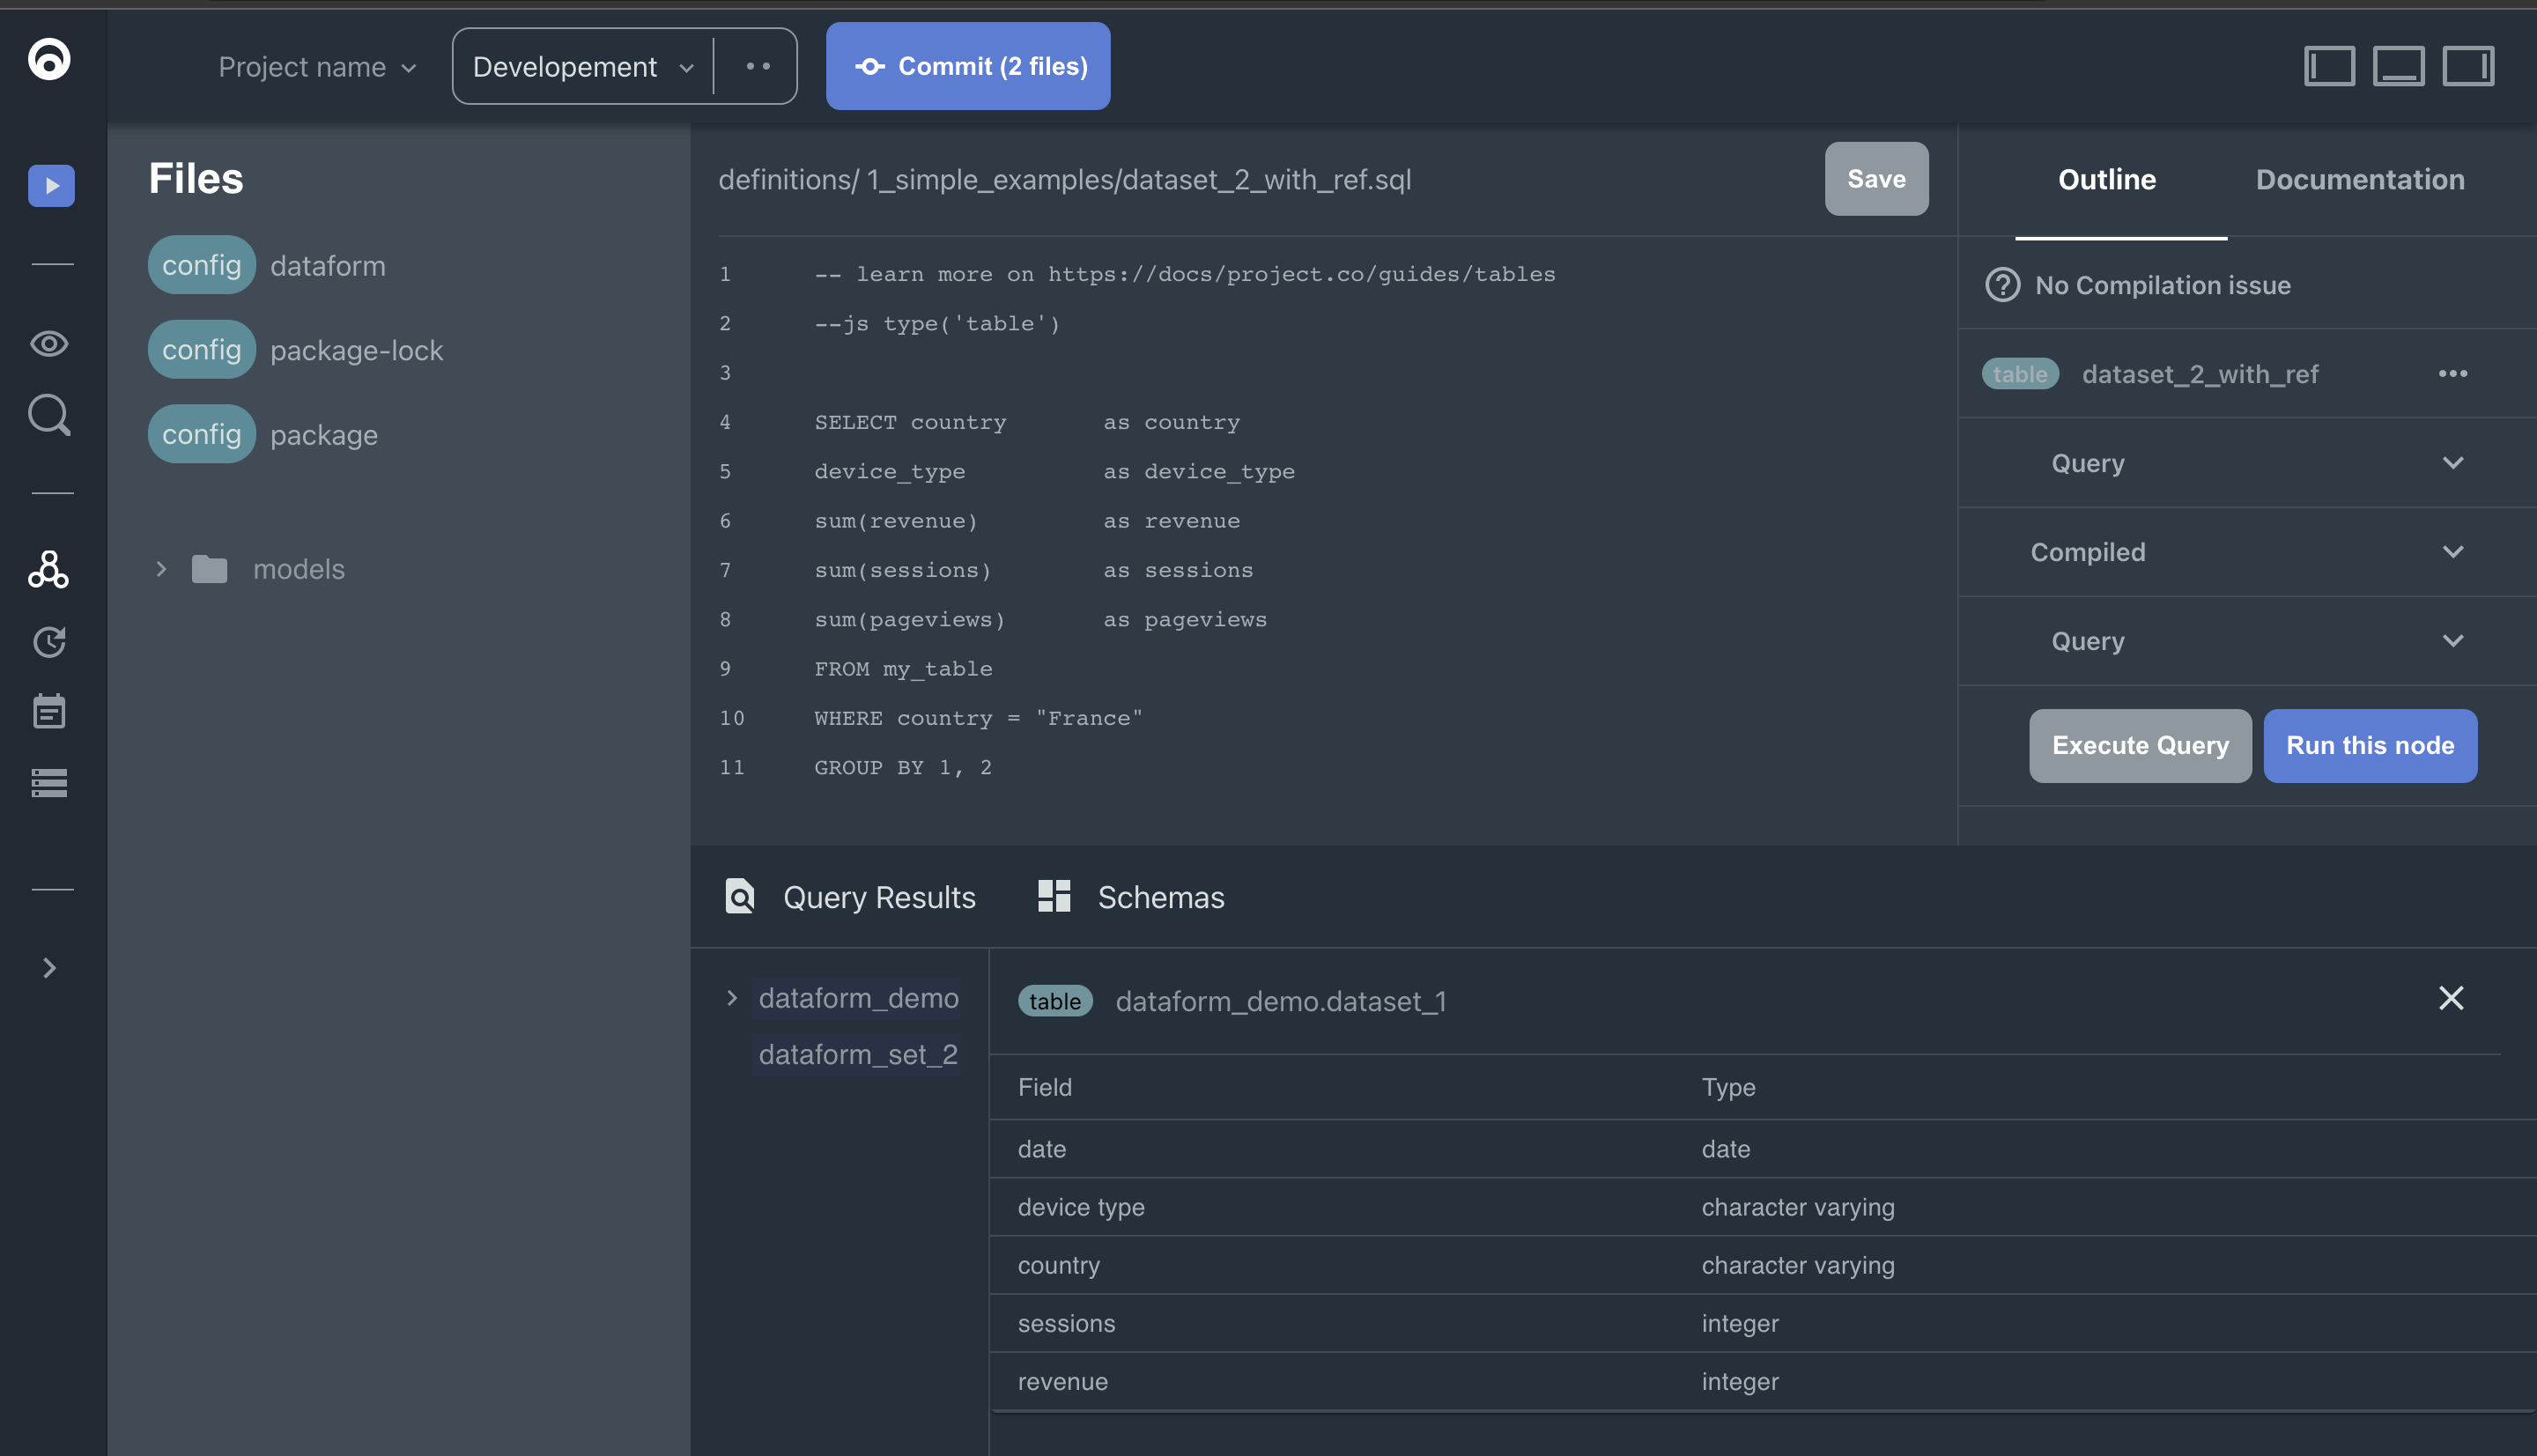 Project name
Developement
Commit (2 files)
Files
config dataform
config package-lock
config package
models
definitions/ 1_simple_examples/dataset_2_with_ref.sql
Save
1 -- learn more on https://docs/project.co/guides/tables
2 --js type('table')
3
4 SELECT country as country
5 device_type as device_type
6 sum(revenue) as revenue
7 sum(sessions) as sessions
8 sum(pageviews) as pageviews
9 FROM my_table
10 WHERE country = "France"
11 GROUP BY 1, 2
Outline Documentation
No Compilation issue
table dataset_2_with_ref
Query
Compiled
Query
Execute Query Run this node
Query Results Schemas
dataform_demo
dataform_set_2
table dataform_demo.dataset_1
Field Type
date date
device type character varying
country character varying
sessions integer
revenue integer